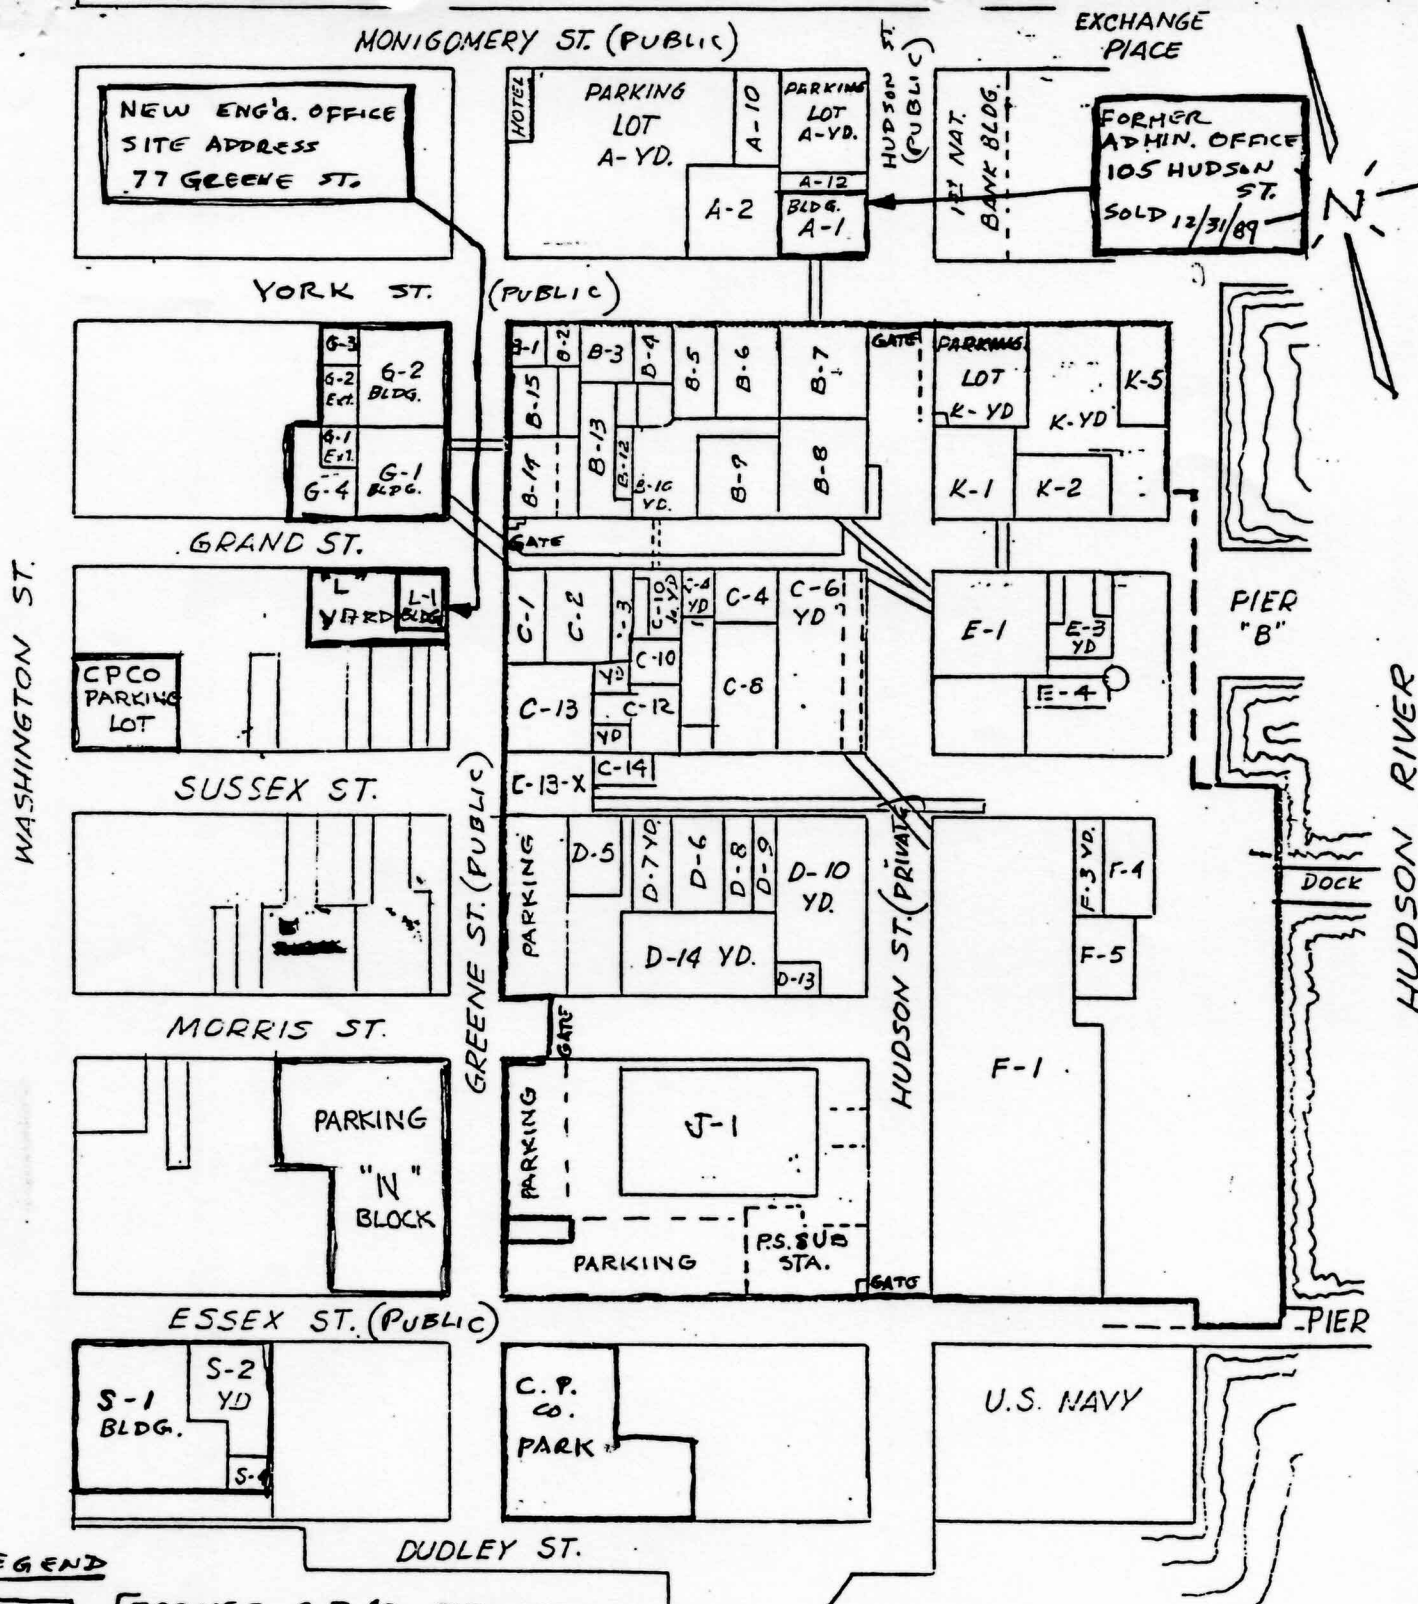 MONIGOMERY ST. (PUBLIC)
HUDSON ST.
(PUBLIC)
EXCHANGE
PLACE
NEW ENG'G. OFFICE
SITE ADDRESS
77 GREENE ST.
HOTEL
PARKING
LOT
A-YD.
A-10
PARKING
LOT
A-YD.
A-12
A-2
BLDG.
A-1
1ST NAT.
BANK BLDG.
FORMER
ADMIN. OFFICE
105 HUDSON
ST.
SOLD 12/31/89
N
YORK ST. (PUBLIC)
G-3
G-2
Ext.
G-2
BLDG.
G-1
Ext.
G-4
G-1
BLDG.
B-1
B-2
B-3
B-4
B-5
B-6
B-7
B-15
B-13
B-12
B-14
YD.
B-8
GATE
PARKING
LOT
K-YD
K-YD
K-5
K-1
K-2
GRAND ST.
GATE
WASHINGTON ST.
"L"
YARD
L-1
BLDG
CPCO
PARKING
LOT
C-1
C-2
C-10
YD
C-4
C-6
YD
C-10
C-8
C-13
YD
C-12
YD
E-1
E-3
YD
E-4
PIER
"B"
HUDSON RIVER
SUSSEX ST.
GREENE ST. (PUBLIC)
C-13-X
C-14
HUDSON ST. (PRIVATE
PARKING
D-5
D-7 YD.
D-6
D-8
D-9
D-10
YD.
D-14 YD.
D-13
F-3 YD.
F-4
F-5
F-1
DOCK
MORRIS ST.
GATE
PARKING
"N"
BLOCK
PARKING
J-1
PARKING
P.S. SUB
STA.
GATE
ESSEX ST. (PUBLIC)
PIER
S-1
BLDG.
S-2
YD
C. P.
CO.
PARK
U.S. NAVY
DUDLEY ST.